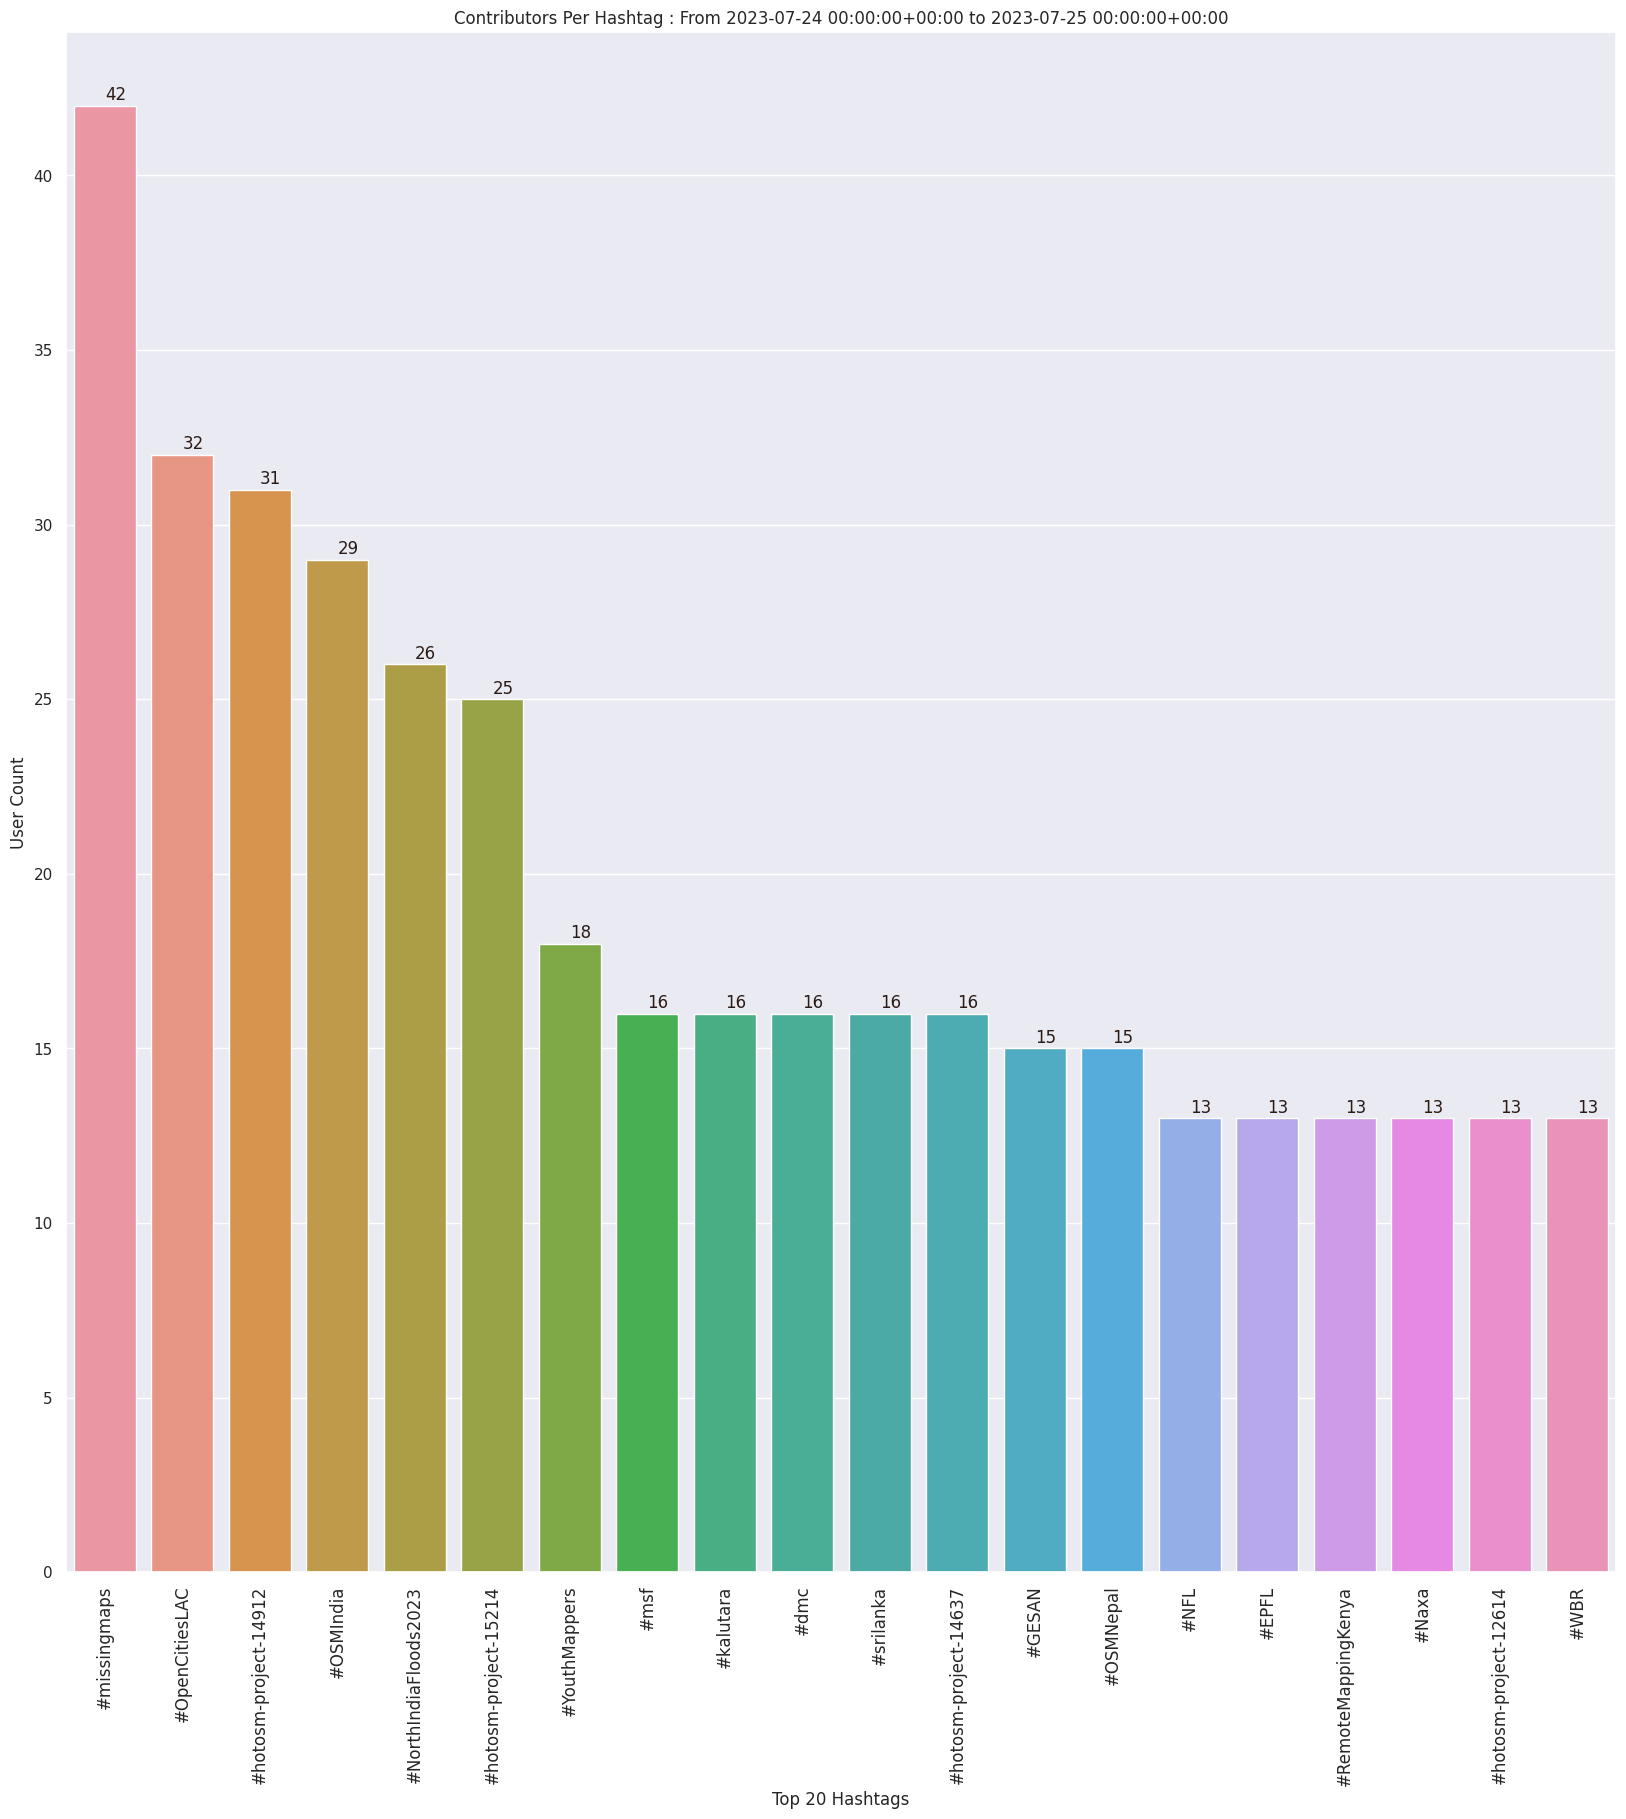 Contributors Per Hashtag : From 2023-07-24 00:00:00+00:00 to 2023-07-25 00:00:00+00:00
User Count
40
35
30
25
20
15
10
5
0
42
32
31
29
26
25
18
16
16
16
16
16
15
15
13
13
13
13
13
13
#missingmaps
#OpenCitiesLAC
#hotosm-project-14912
#OSMIndia
#NorthIndiaFloods2023
#hotosm-project-15214
#YouthMappers
#msf
#kalutara
#dmc
#srilanka
#hotosm-project-14637
#GESAN
#OSMNepal
#NFL
#EPFL
#RemoteMappingKenya
#Naxa
#hotosm-project-12614
#WBR
Top 20 Hashtags